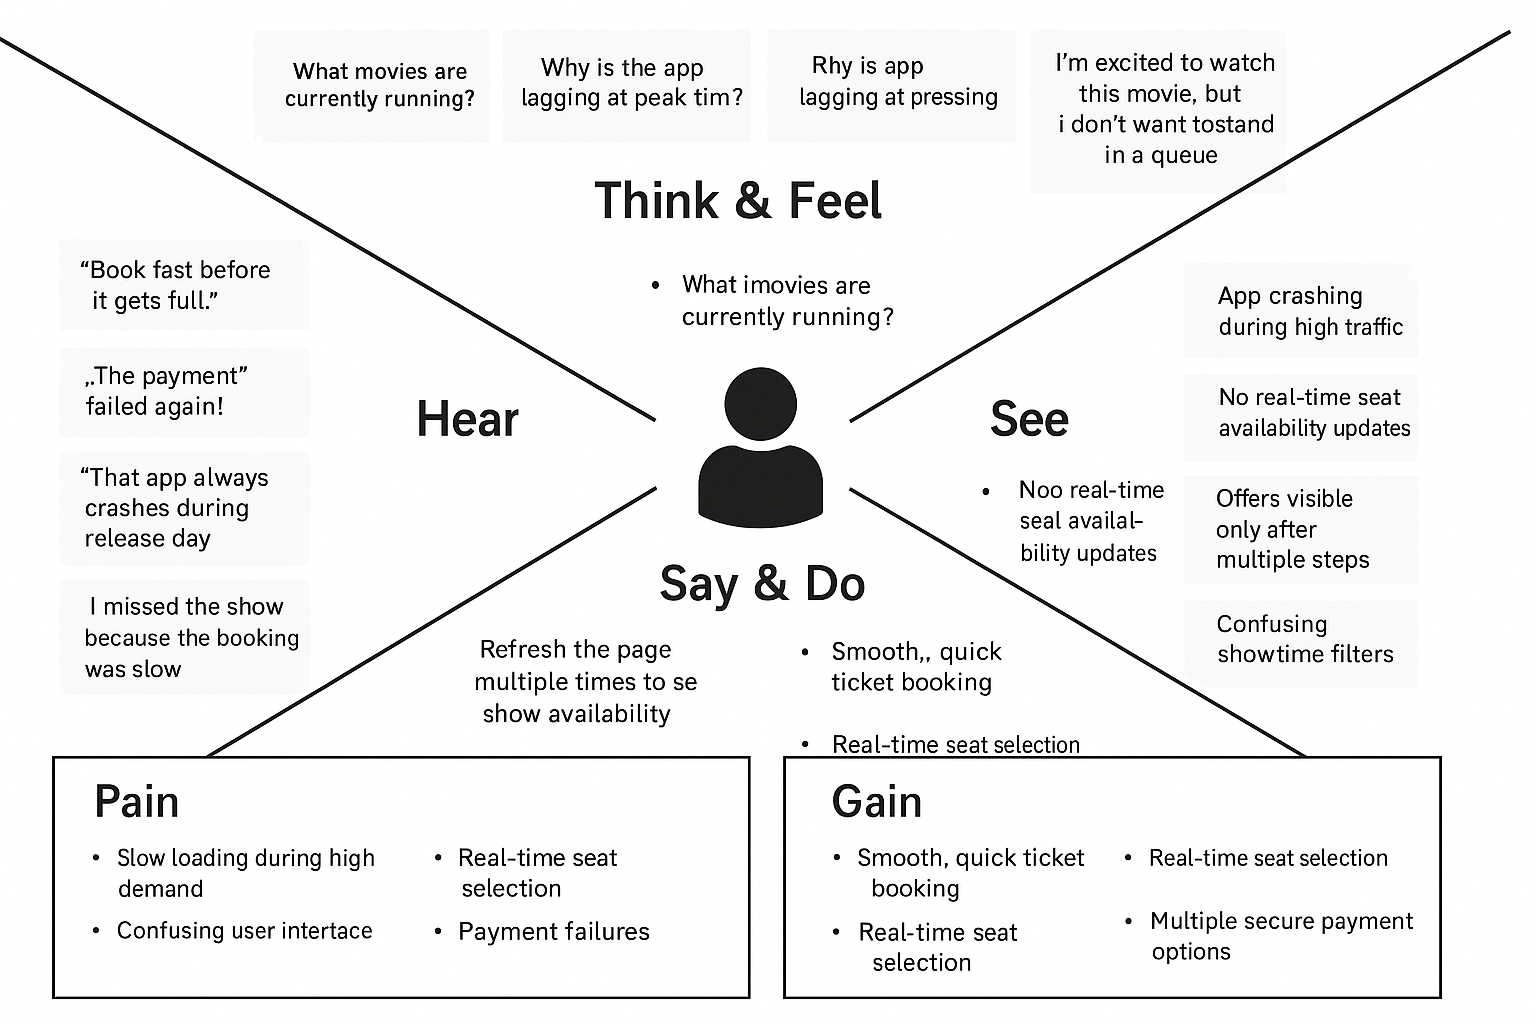 What movies are
currently running?
Why is the app
lagging at peak tim?
Rhy is app
lagging at pressing
I'm excited to watch
this movie, but
i don't want tostand
in a queue
Think & Feel
• What imovies are
currently running?
Hear
“Book fast before
it gets full.”
„The payment”
failed again!
“That app always
crashes during
release day
I missed the show
because the booking
was slow
See
• Noo real-time
seal availal-
bility updates
App crashing
during high traffic
No real-time seat
availability updates
Offers visible
only after
multiple steps
Confusing
showtime filters
Say & Do
Refresh the page
multiple times to se
show availability
• Smooth,, quick
ticket booking
• Real-time seat selection
Pain
• Slow loading during high
demand
• Confusing user intertace
• Real-time seat
selection
• Payment failures
Gain
• Smooth, quick ticket
booking
• Real-time seat
selection
• Real-time seat selection
• Multiple secure payment
options